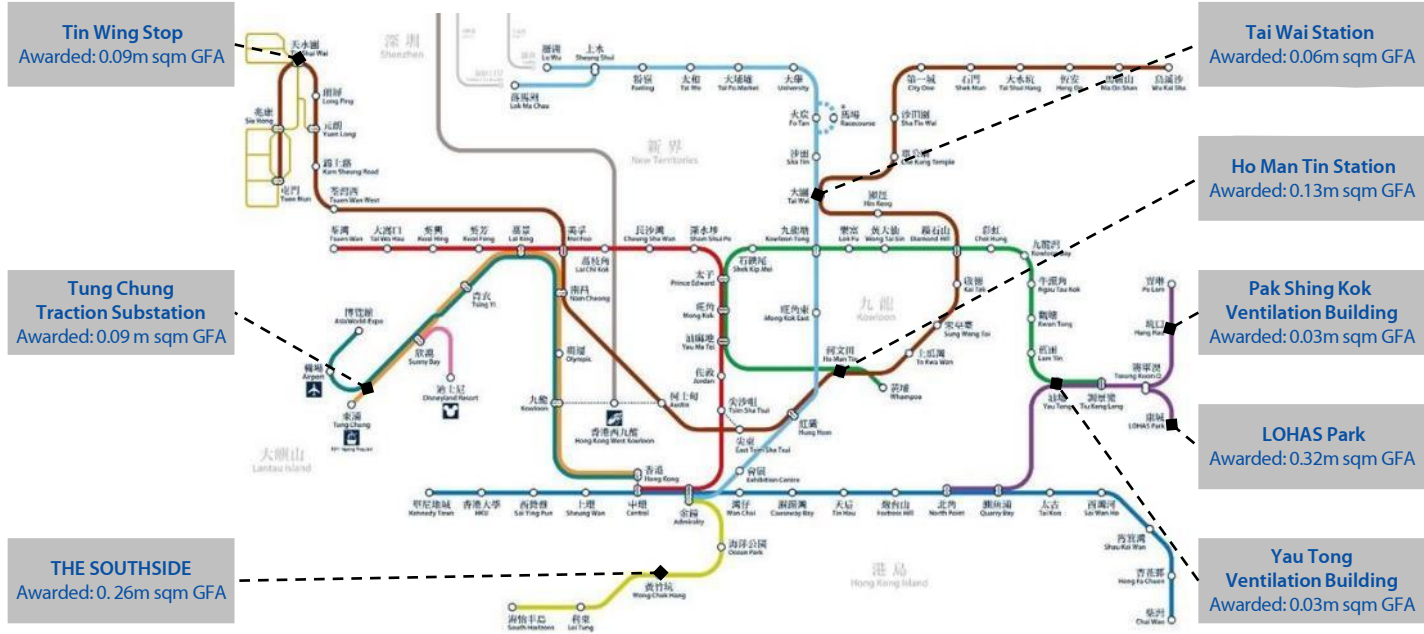 Tin Wing Stop
Awarded: 0.09m sqm GFA
Tung Chung
Traction Substation
Awarded: 0.09 m sqm GFA
THE SOUTHSIDE
Awarded: 0. 26m sqm GFA
Tai Wai Station
Awarded: 0.06m sqm GFA
Ho Man Tin Station
Awarded: 0.13m sqm GFA
Pak Shing Kok
Ventilation Building
Awarded: 0.03m sqm GFA
LOHAS Park
Awarded: 0.32m sqm GFA
Yau Tong
Ventilation Building
Awarded: 0.03m sqm GFA
深圳
Shenzhen
新界
New Territories
九龍
Kowloon
大嶼山
Lantau Island
港島
Hong Kong Island
天水圍
朗屏
Long Ping
元朗
Yuen Long
錦上路
Kam Sheung Road
兆康
Siu Hong
屯門
Tuen Mun
荃灣西
Tsuen Wan West
羅湖
Lo Wu
上水
Sheung Shui
落馬洲
Lok Ma Chau
粉嶺
Fanling
太和
Tai Wo
大埔墟
Tai Po Market
大學
University
火炭
Fo Tan
馬場
Racecourse
沙田
Sha Tin
大圍
Tai Wai
第一城
City One
石門
Shek Mun
大水坑
Tai Shui Hang
恆安
Heng On
馬鞍山
Ma On Shan
烏溪沙
Wu Kai Sha
沙田圍
Sha Tin Wai
車公廟
Che Kung Temple
顯徑
Hin Keng
荃灣
Tsuen Wan
大窩口
Tai Wo Hau
葵興
Kwai Hing
葵芳
Kwai Fong
荔景
Lai King
美孚
Mei Foo
荔枝角
Lai Chi Kok
長沙灣
Cheung Sha Wan
深水埗
Sham Shui Po
九龍塘
Kowloon Tong
樂富
Lok Fu
黃大仙
Wong Tai Sin
鑽石山
Diamond Hill
彩虹
Choi Hung
九龍灣
Kowloon Bay
石硤尾
Shek Kip Mei
太子
Prince Edward
旺角
Mong Kok
油麻地
Yau Ma Tei
佐敦
Jordan
尖沙咀
Tsim Sha Tsui
旺角東
Mong Kok East
啟德
Kai Tak
宋皇臺
Sung Wong Toi
土瓜灣
To Kwa Wan
何文田
Ho Man Tin
黃埔
Whampoa
紅磡
Hung Hom
牛頭角
Ngau Tau Kok
觀塘
Kwun Tong
藍田
Lam Tin
油塘
Yau Tong
調景嶺
Tiu Keng Leng
將軍澳
Tseung Kwan O
寶琳
Po Lam
坑口
Hang Hau
康城
LOHAS Park
青衣
Tsing Yi
南昌
Nam Cheong
奧運
Olympic
九龍
Kowloon
柯士甸
Austin
香港西九龍
Hong Kong West Kowloon
尖東
East Tsim Sha Tsui
會展
Exhibition Centre
博覽館
AsiaWorld-Expo
機場
Airport
欣澳
Sunny Bay
迪士尼
Disneyland Resort
東涌
Tung Chung
香港
Hong Kong
堅尼地城
Kennedy Town
香港大學
HKU
西營盤
Sai Ying Pun
上環
Sheung Wan
中環
Central
金鐘
Admiralty
灣仔
Wan Chai
銅鑼灣
Causeway Bay
天后
Tin Hau
炮台山
Fortress Hill
北角
North Point
鰂魚涌
Quarry Bay
太古
Tai Koo
西灣河
Sai Wan Ho
筲箕灣
Shau Kei Wan
杏花邨
Heng Fa Chuen
柴灣
Chai Wan
海洋公園
Ocean Park
黃竹坑
Wong Chuk Hang
利東
Lei Tung
海怡半島
South Horizons